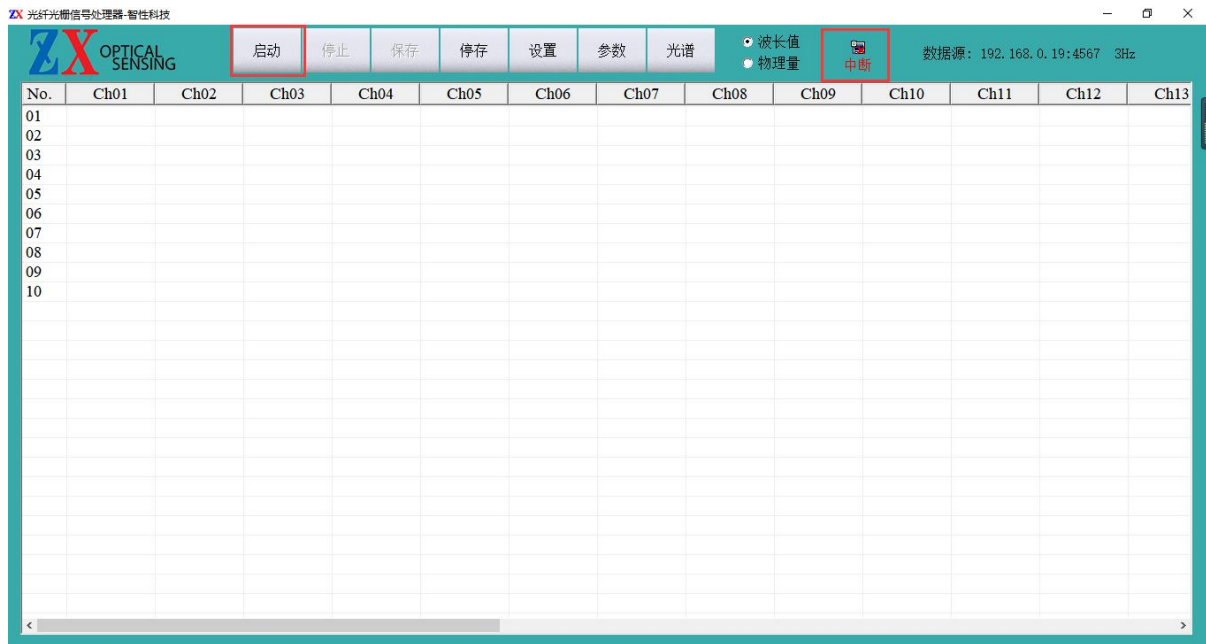 ZX 光纤光栅信号处理器-智性科技
ZX OPTICAL SENSING
启动 停止 保存 停存 设置 参数 光谱
波长值
物理量
中断
数据源: 192.168.0.19:4567 3Hz
No. Ch01 Ch02 Ch03 Ch04 Ch05 Ch06 Ch07 Ch08 Ch09 Ch10 Ch11 Ch12 Ch13
01
02
03
04
05
06
07
08
09
10